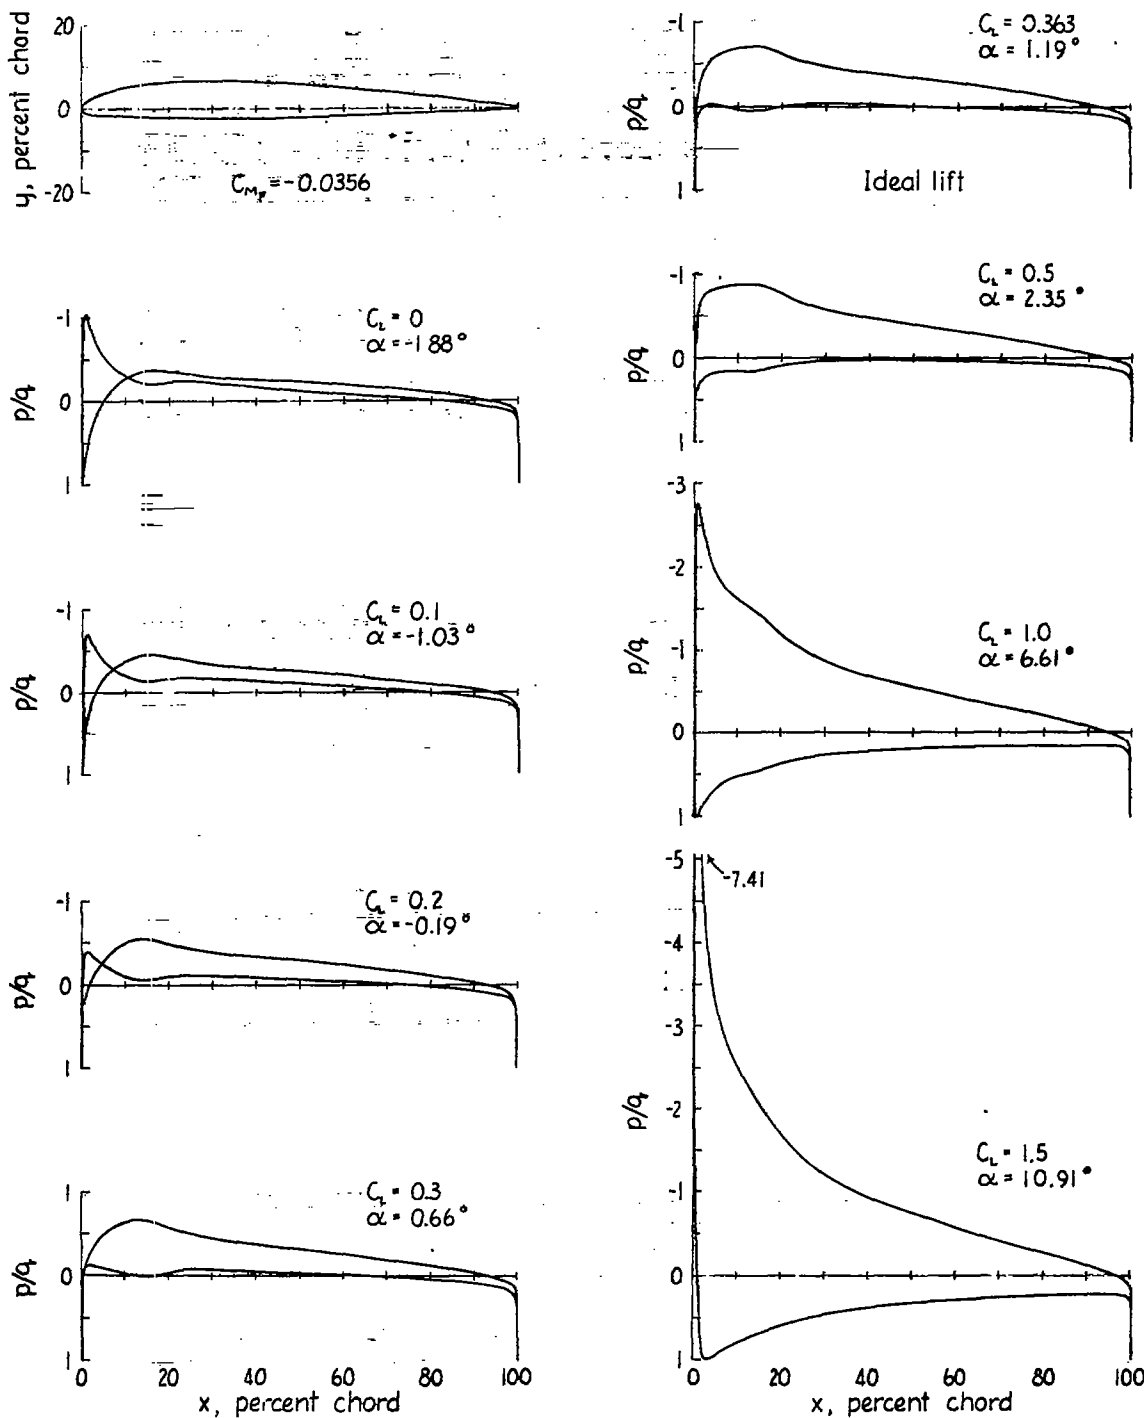 y, percent chord
20
0
-20
C_Mp = -0.0356
p/q
-1
0
1
C_L = 0
α = -1.88°
p/q
-1
0
1
C_L = 0.1
α = -1.03°
p/q
-1
0
1
C_L = 0.2
α = -0.19°
p/q
1
0
1
C_L = 0.3
α = 0.66°
0 20 40 60 80 100
x, percent chord
p/q
-1
0
1
C_L = 0.363
α = 1.19°
Ideal lift
p/q
-1
0
1
C_L = 0.5
α = 2.35°
p/q
-3
-2
-1
0
1
C_L = 1.0
α = 6.61°
p/q
-5
-4
-3
-2
-1
0
1
-7.41
C_L = 1.5
α = 10.91°
0 20 40 60 80 100
x, percent chord